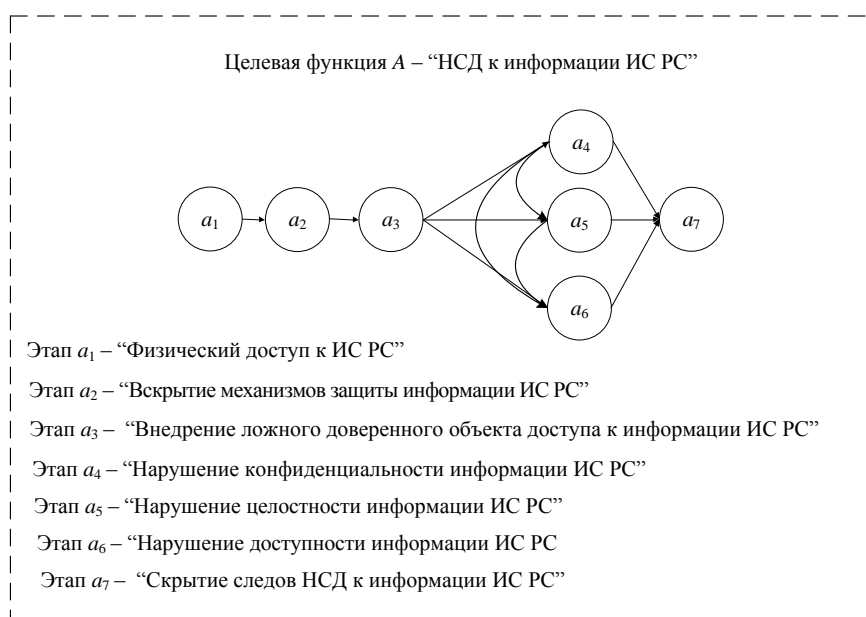 Целевая функция A – “НСД к информации ИС РС”
a4
a1 a2 a3 a5 a7
a6
Этап a1 – “Физический доступ к ИС РС”
Этап a2 – “Вскрытие механизмов защиты информации ИС РС”
Этап a3 – “Внедрение ложного доверенного объекта доступа к информации ИС РС”
Этап a4 – “Нарушение конфиденциальности информации ИС РС”
Этап a5 – “Нарушение целостности информации ИС РС”
Этап a6 – “Нарушение доступности информации ИС РС
Этап a7 – “Скрытие следов НСД к информации ИС РС”